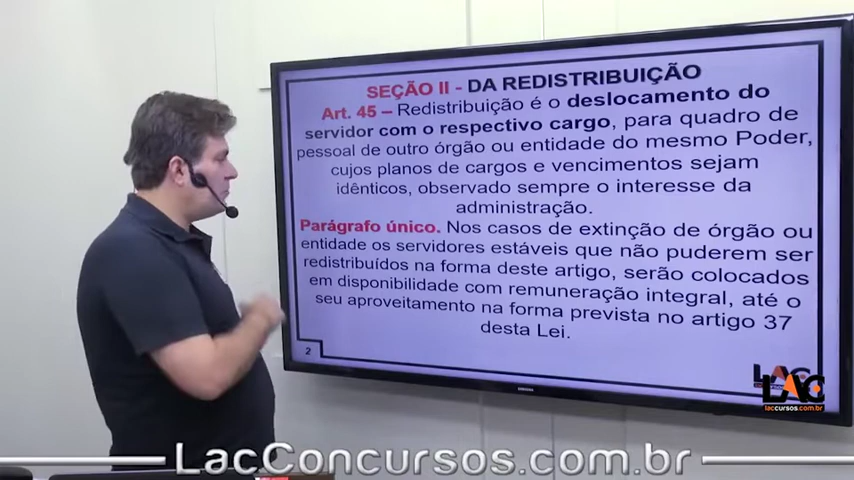 SEÇÃO II - DA REDISTRIBUIÇÃO
Art. 45 – Redistribuição é o deslocamento do
servidor com o respectivo cargo, para quadro de
pessoal de outro órgão ou entidade do mesmo Poder,
cujos planos de cargos e vencimentos sejam
idênticos, observado sempre o interesse da
administração.
Parágrafo único. Nos casos de extinção de órgão ou
entidade os servidores estáveis que não puderem ser
redistribuídos na forma deste artigo, serão colocados
em disponibilidade com remuneração integral, até o
seu aproveitamento na forma prevista no artigo 37
desta Lei.
2
LAC
LAC
laccursos.com.br
LacConcursos.com.br